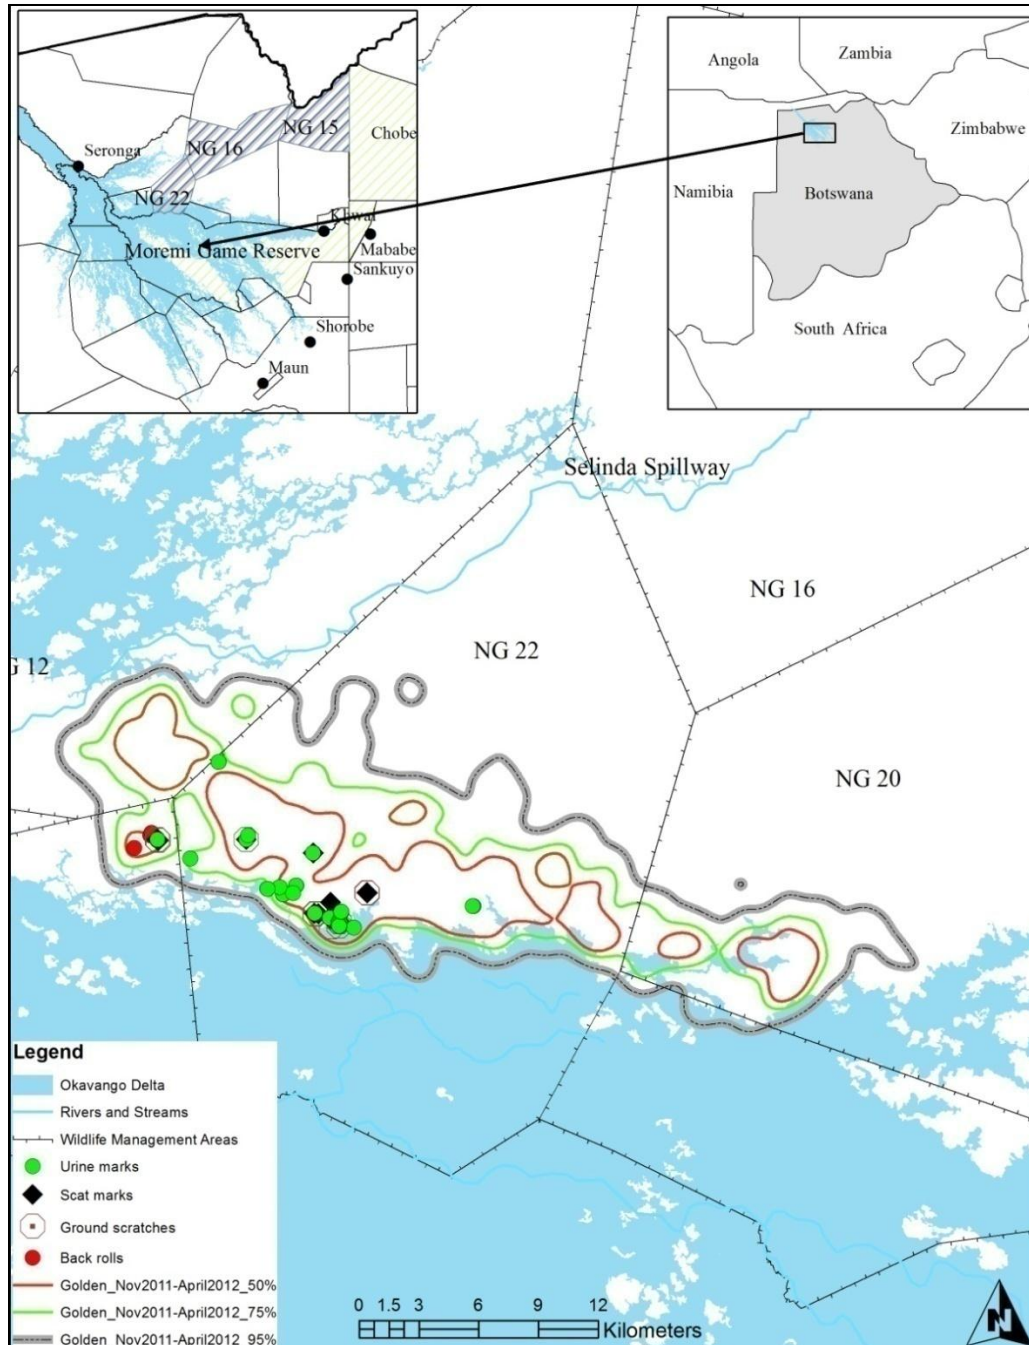 Angola
Zambia
Zimbabwe
Namibia
Botswana
South Africa
NG 15
Chobe
NG 16
Seronga
NG 22
Khwai
Moremi Game Reserve
Mababe
Sankuyo
Shorobe
Maun
Selinda Spillway
NG 16
NG 22
G 12
NG 20
Legend
Okavango Delta
Rivers and Streams
Wildlife Management Areas
Urine marks
Scat marks
Ground scratches
Back rolls
Golden_Nov2011-April2012_50%
Golden_Nov2011-April2012_75%
Golden_Nov2011-April2012_95%
0 1.5 3 6 9 12
Kilometers
N